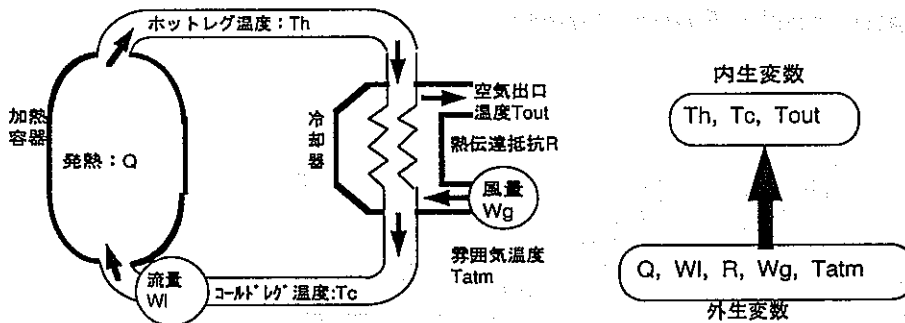 ホットレグ温度：Th
加熱
容器
発熱：Q
冷却器
空気出口
温度Tout
熱伝達抵抗R
風量
Wg
雰囲気温度
Tatm
流量
Wl
ｺｰﾙﾄﾞﾚｸﾞ温度:Tc
内生変数
Th, Tc, Tout
Q, Wl, R, Wg, Tatm
外生変数